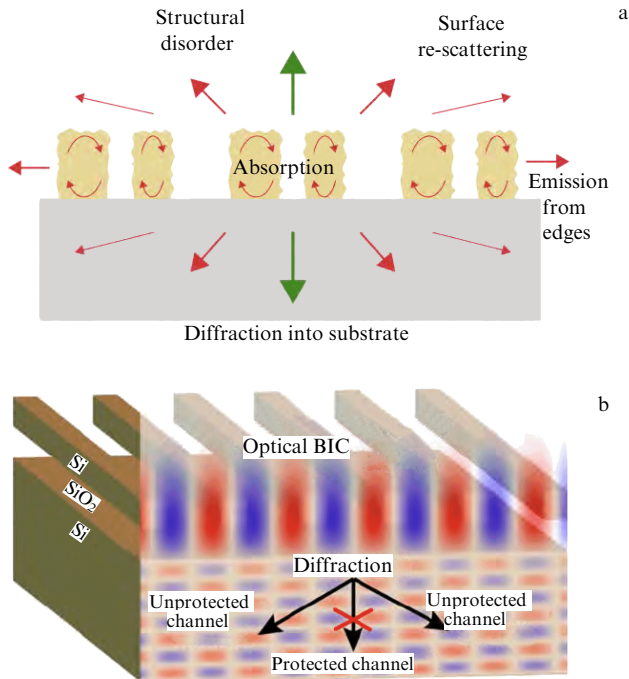 a
Structural
disorder
Surface
re-scattering
Absorption
Emission
from
edges
Diffraction into substrate
b
Optical BIC
Si
SiO2
Si
Diffraction
Unprotected
channel
Unprotected
channel
Protected channel